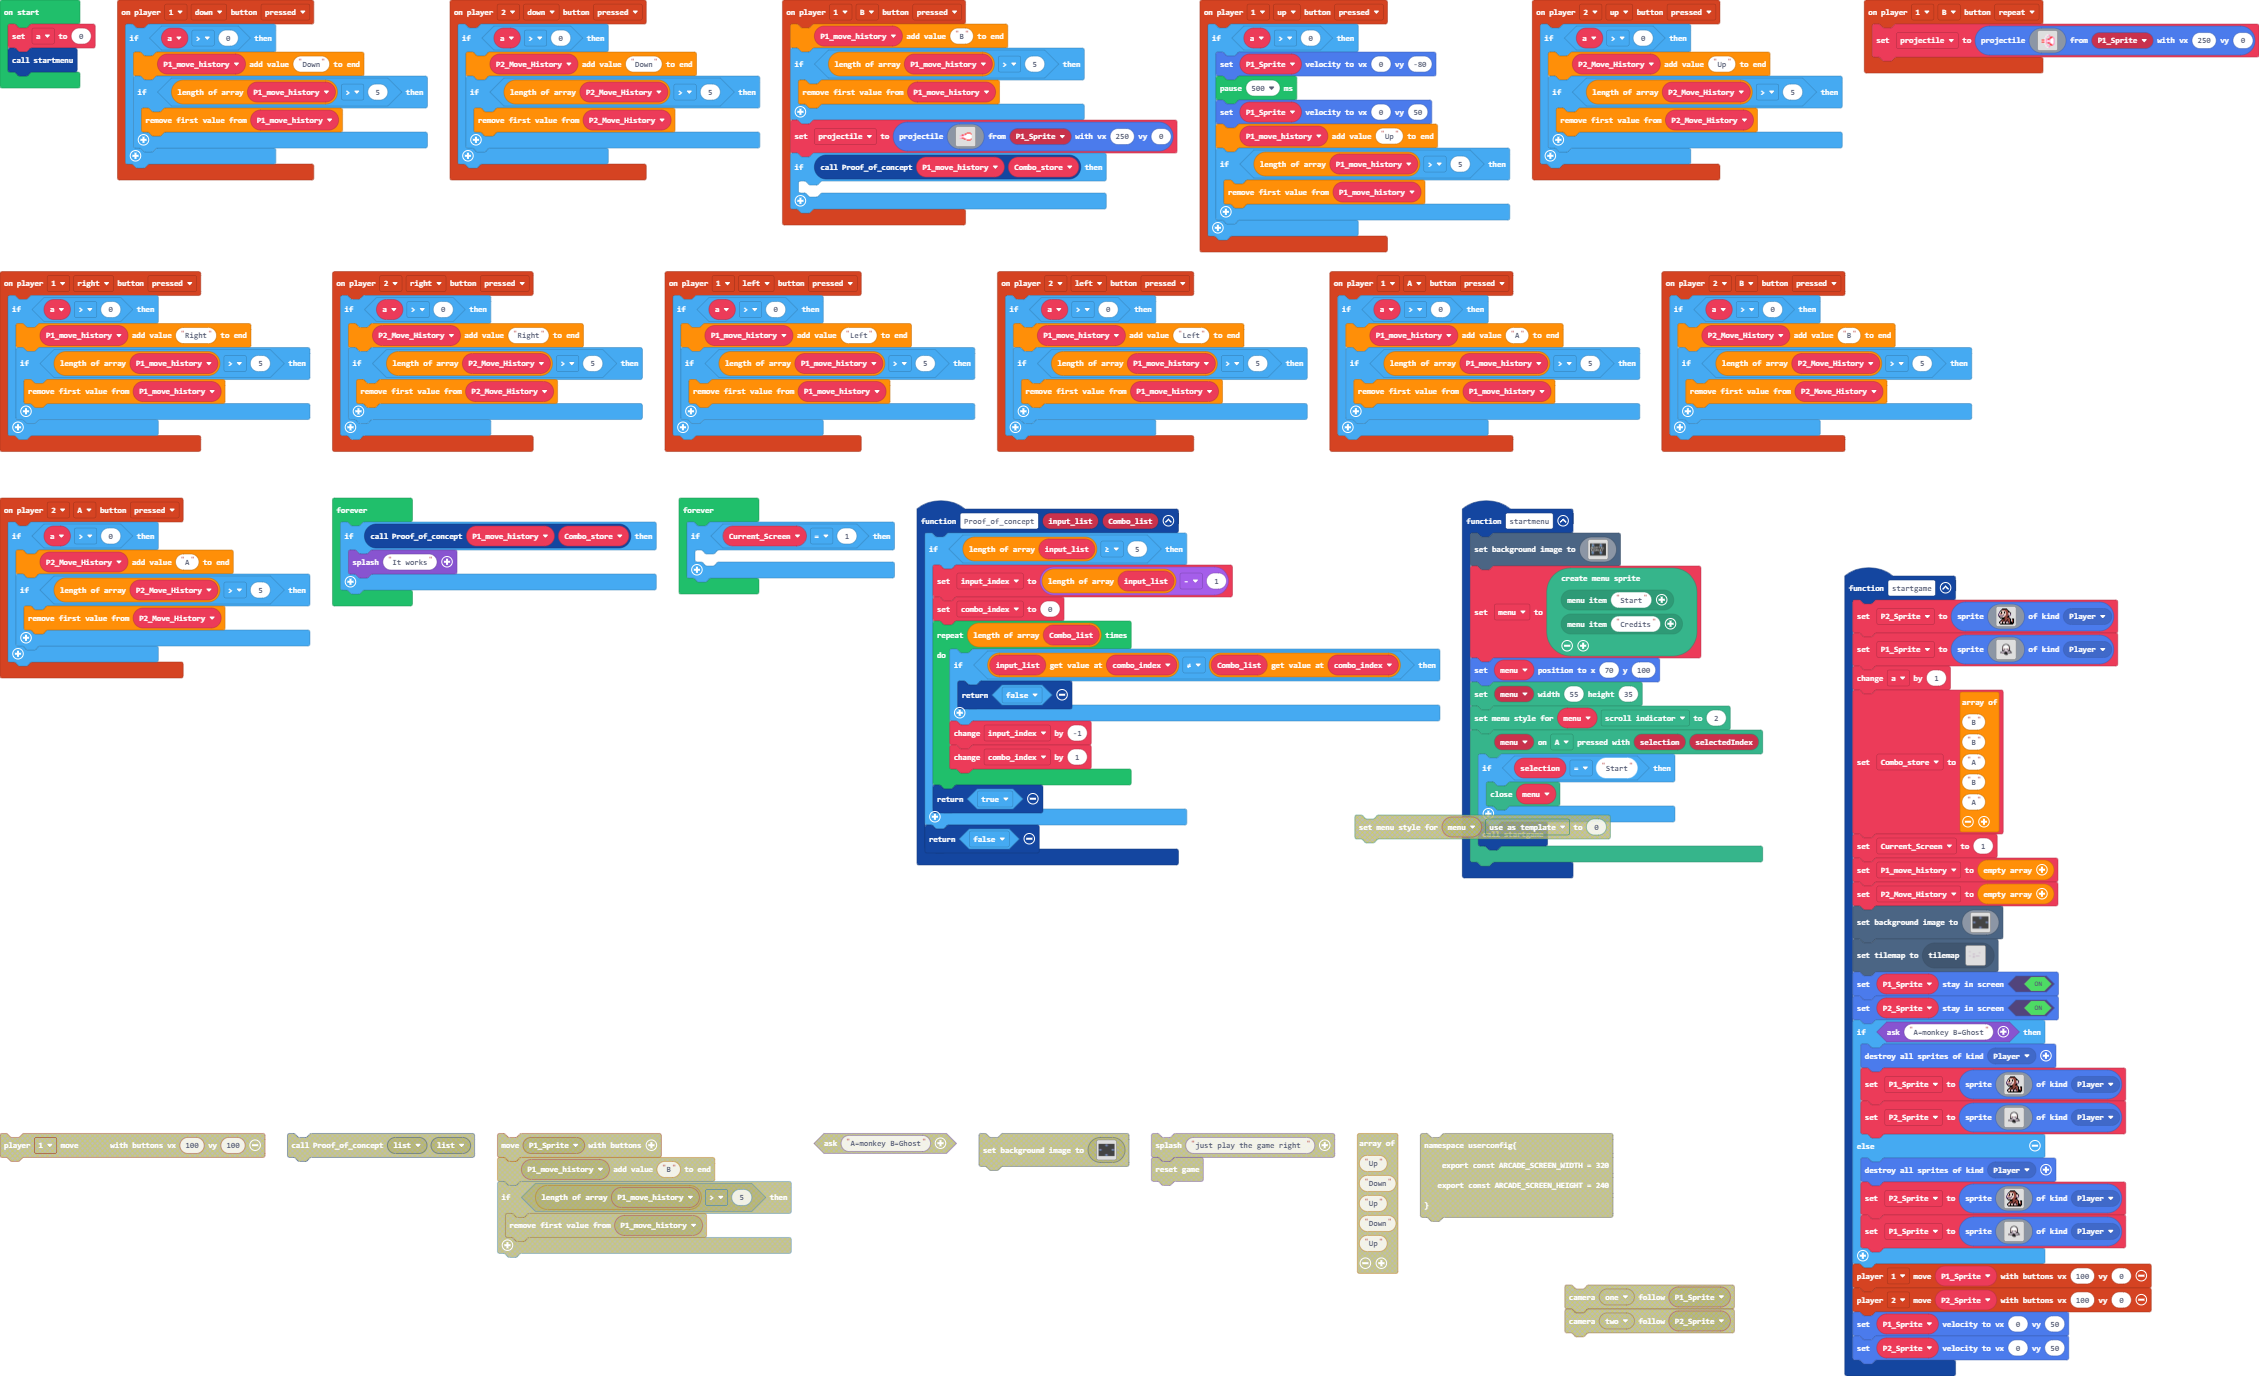 on start
set a to 0
call startmenu
on player 1 down button pressed
if a > 0 then
P1_move_history add value "Down" to end
if length of array P1_move_history > 5 then
remove first value from P1_move_history
on player 2 down button pressed
if a > 0 then
P2_Move_History add value "Down" to end
if length of array P2_Move_History > 5 then
remove first value from P2_Move_History
on player 1 B button pressed
P1_move_history add value "B" to end
if length of array P1_move_history > 5 then
remove first value from P1_move_history
set projectile to projectile from P1_Sprite with vx 250 vy 0
if call Proof_of_concept P1_move_history Combo_store then
on player 1 up button pressed
if a > 0 then
set P1_Sprite velocity to vx 0 vy -80
pause 500 ms
set P1_Sprite velocity to vx 0 vy 50
P1_move_history add value "Up" to end
if length of array P1_move_history > 5 then
remove first value from P1_move_history
on player 2 up button pressed
if a > 0 then
P2_Move_History add value "Up" to end
if length of array P2_Move_History > 5 then
remove first value from P2_Move_History
on player 1 B button repeat
set projectile to projectile from P1_Sprite with vx 250 vy 0
on player 1 right button pressed
if a > 0 then
P1_move_history add value "Right" to end
if length of array P1_move_history > 5 then
remove first value from P1_move_history
on player 2 right button pressed
if a > 0 then
P2_Move_History add value "Right" to end
if length of array P2_Move_History > 5 then
remove first value from P2_Move_History
on player 1 left button pressed
if a > 0 then
P1_move_history add value "Left" to end
if length of array P1_move_history > 5 then
remove first value from P1_move_history
on player 2 left button pressed
if a > 0 then
P1_move_history add value "Left" to end
if length of array P1_move_history > 5 then
remove first value from P1_move_history
on player 1 A button pressed
if a > 0 then
P1_move_history add value "A" to end
if length of array P1_move_history > 5 then
remove first value from P1_move_history
on player 2 B button pressed
if a > 0 then
P2_Move_History add value "B" to end
if length of array P2_Move_History > 5 then
remove first value from P2_Move_History
on player 2 A button pressed
if a > 0 then
P2_Move_History add value "A" to end
if length of array P2_Move_History > 5 then
remove first value from P2_Move_History
forever
if call Proof_of_concept P1_move_history Combo_store then
splash "It works"
forever
if Current_Screen = 1 then
function Proof_of_concept input_list Combo_list
if length of array input_list ≥ 5 then
set input_index to length of array input_list - 1
set combo_index to 0
repeat length of array Combo_list times
do
if input_list get value at combo_index ≠ Combo_list get value at combo_index then
return false
change input_index by -1
change combo_index by 1
return true
return false
function startmenu
set background image to
set menu to create menu sprite
menu item "Start"
menu item "Credits"
set menu position to x 70 y 100
set menu width 55 height 35
set menu style for menu scroll indicator to 2
menu on A pressed with selection selectedIndex
if selection = "Start" then
close menu
set menu style for menu use as template to 0
function startgame
set P2_Sprite to sprite of kind Player
set P1_Sprite to sprite of kind Player
change a by 1
set Combo_store to array of
"B"
"B"
"A"
"B"
"A"
set Current_Screen to 1
set P1_move_history to empty array
set P2_Move_History to empty array
set background image to
set tilemap to tilemap
set P1_Sprite stay in screen ON
set P2_Sprite stay in screen ON
if ask "A=monkey B=Ghost" then
destroy all sprites of kind Player
set P1_Sprite to sprite of kind Player
set P2_Sprite to sprite of kind Player
else
destroy all sprites of kind Player
set P2_Sprite to sprite of kind Player
set P1_Sprite to sprite of kind Player
player 1 move P1_Sprite with buttons vx 100 vy 0
player 2 move P2_Sprite with buttons vx 100 vy 0
set P1_Sprite velocity to vx 0 vy 50
set P2_Sprite velocity to vx 0 vy 50
player 1 move with buttons vx 100 vy 100
call Proof_of_concept list list
move P1_Sprite with buttons
P1_move_history add value "B" to end
if length of array P1_move_history > 5 then
remove first value from P1_move_history
ask "A=monkey B=Ghost"
set background image to
splash "just play the game right "
reset game
array of
"Up"
"Down"
"Up"
"Down"
"Up"
namespace userconfig{
export const ARCADE_SCREEN_WIDTH = 320
export const ARCADE_SCREEN_HEIGHT = 240
}
camera one follow P1_Sprite
camera two follow P2_Sprite